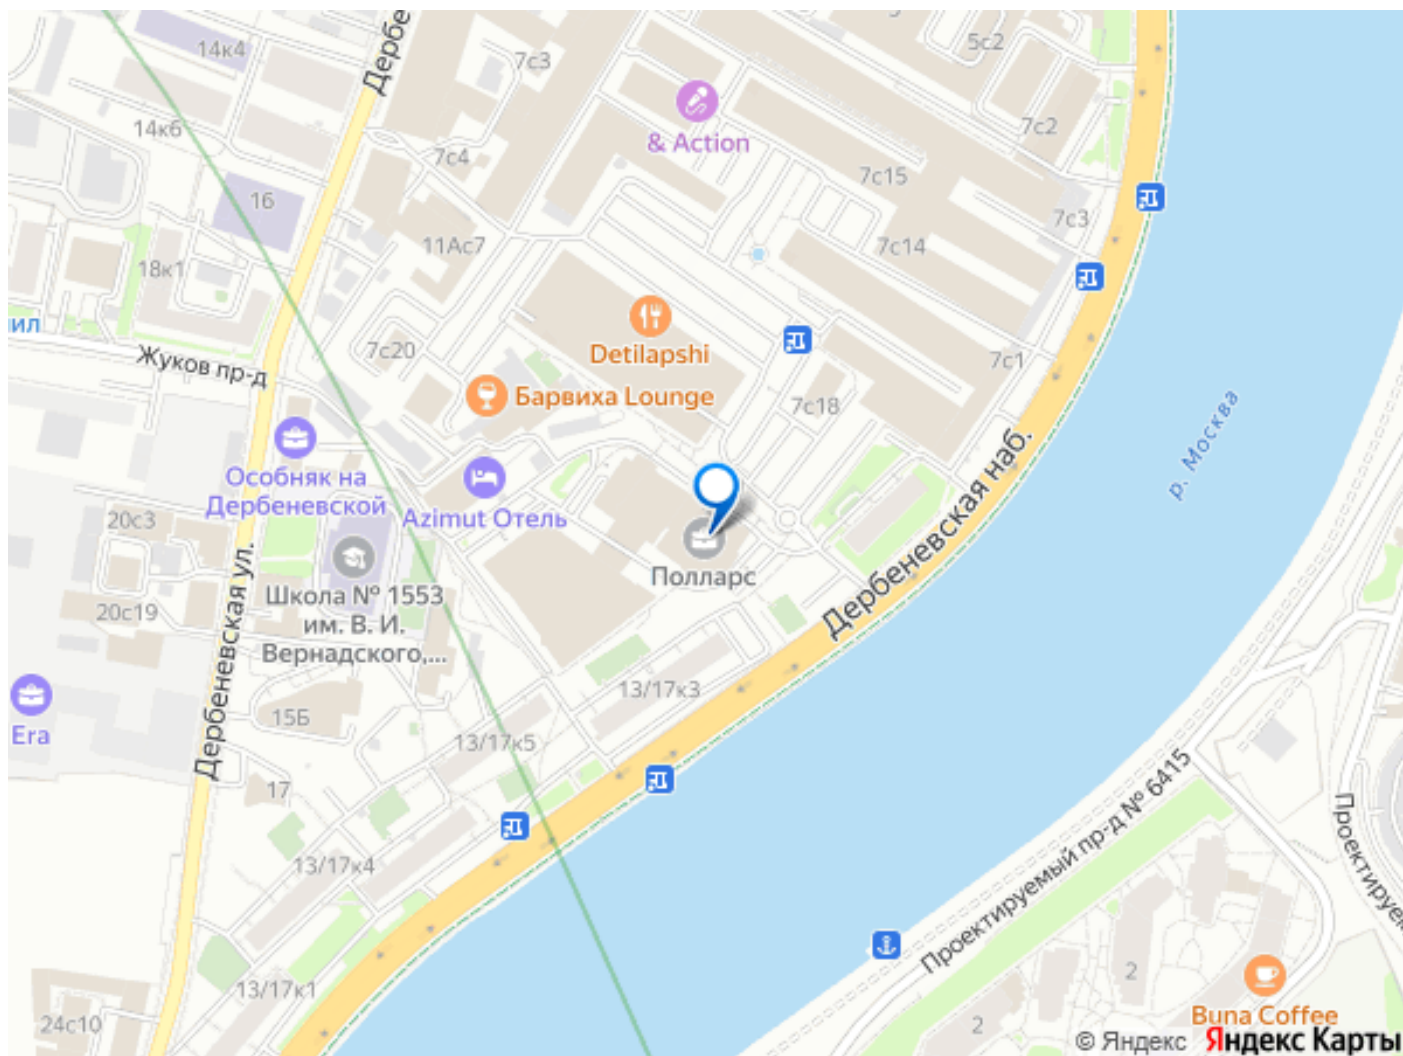 14к4
Дербе
7с3
5с2
& Action
14к6
7с4
7с2
7с15
16
7с3
11Ас7
7с14
18к1
ил
Detilapshi
7с20
7с1
Жуков пр-д
Барвиха Lounge
7с18
р. Москва
Особняк на
Дербеневской
Azimut Отель
Дербеневская наб.
20с3
Полларс
Школа № 1553
им. В. И.
Вернадского,...
20с19
Дербеневская ул.
13/17к3
15Б
Era
13/17к5
17
Проектируемый пр-д № 6415
Проектируем
13/17к4
13/17к1
2
24с10
2
Buna Coffee
© Яндекс Яндекс Карты